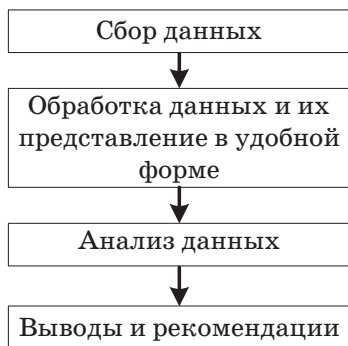 Сбор данных
Обработка данных и их
представление в удобной
форме
Анализ данных
Выводы и рекомендации